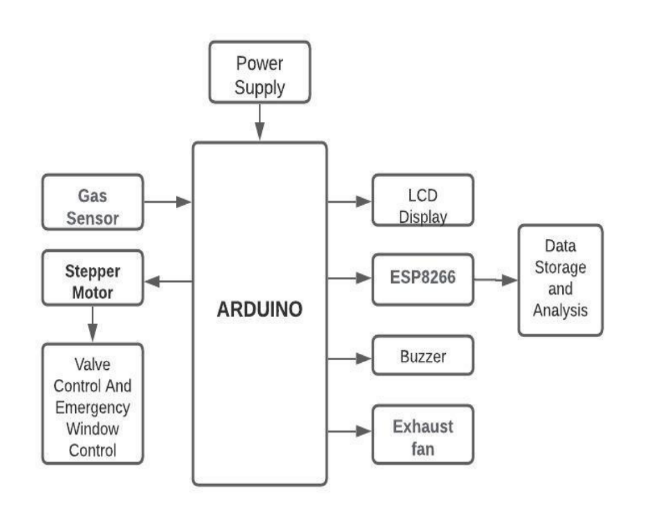 Power
Supply
Gas
Sensor
Stepper
Motor
Valve
Control And
Emergency
Window
Control
ARDUINO
LCD
Display
ESP8266
Buzzer
Exhaust
fan
Data
Storage
and
Analysis